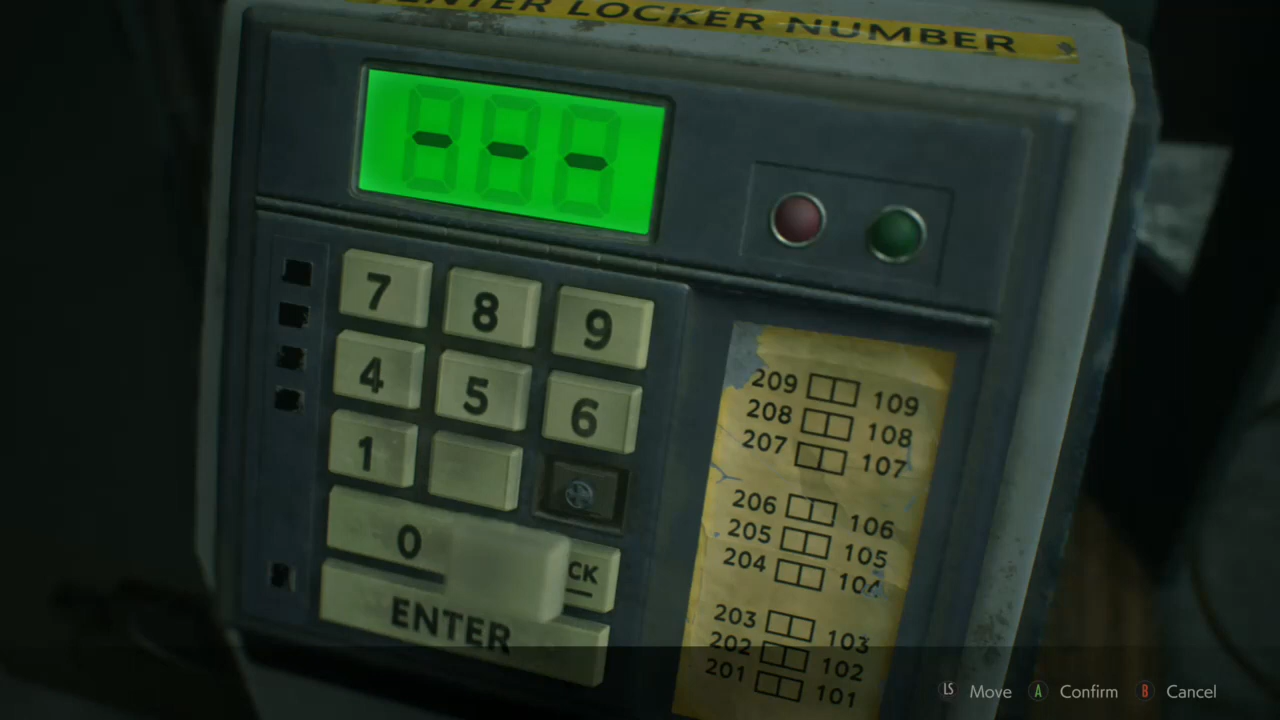 ENTER LOCKER NUMBER
7 8 9
4 5 6
1
0 CK
ENTER
209 109
208 108
207 107
206 106
205 105
204 104
203 103
202 102
201 101
LS Move A Confirm B Cancel